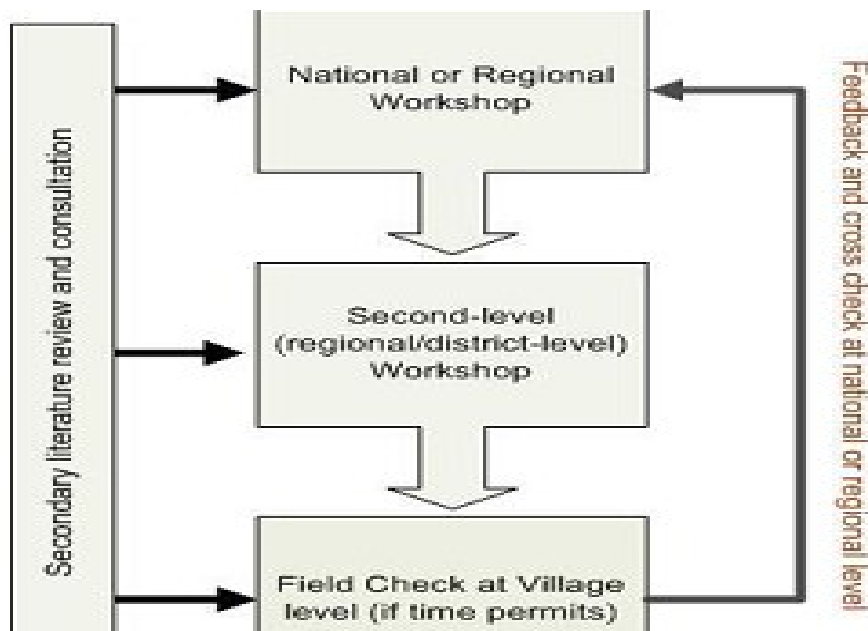 Secondary literature review and consultation
National or Regional
Workshop
Second-level
(regional/district-level)
Workshop
Field Check at Village
level (if time permits)
Feedback and cross check at national or regional level